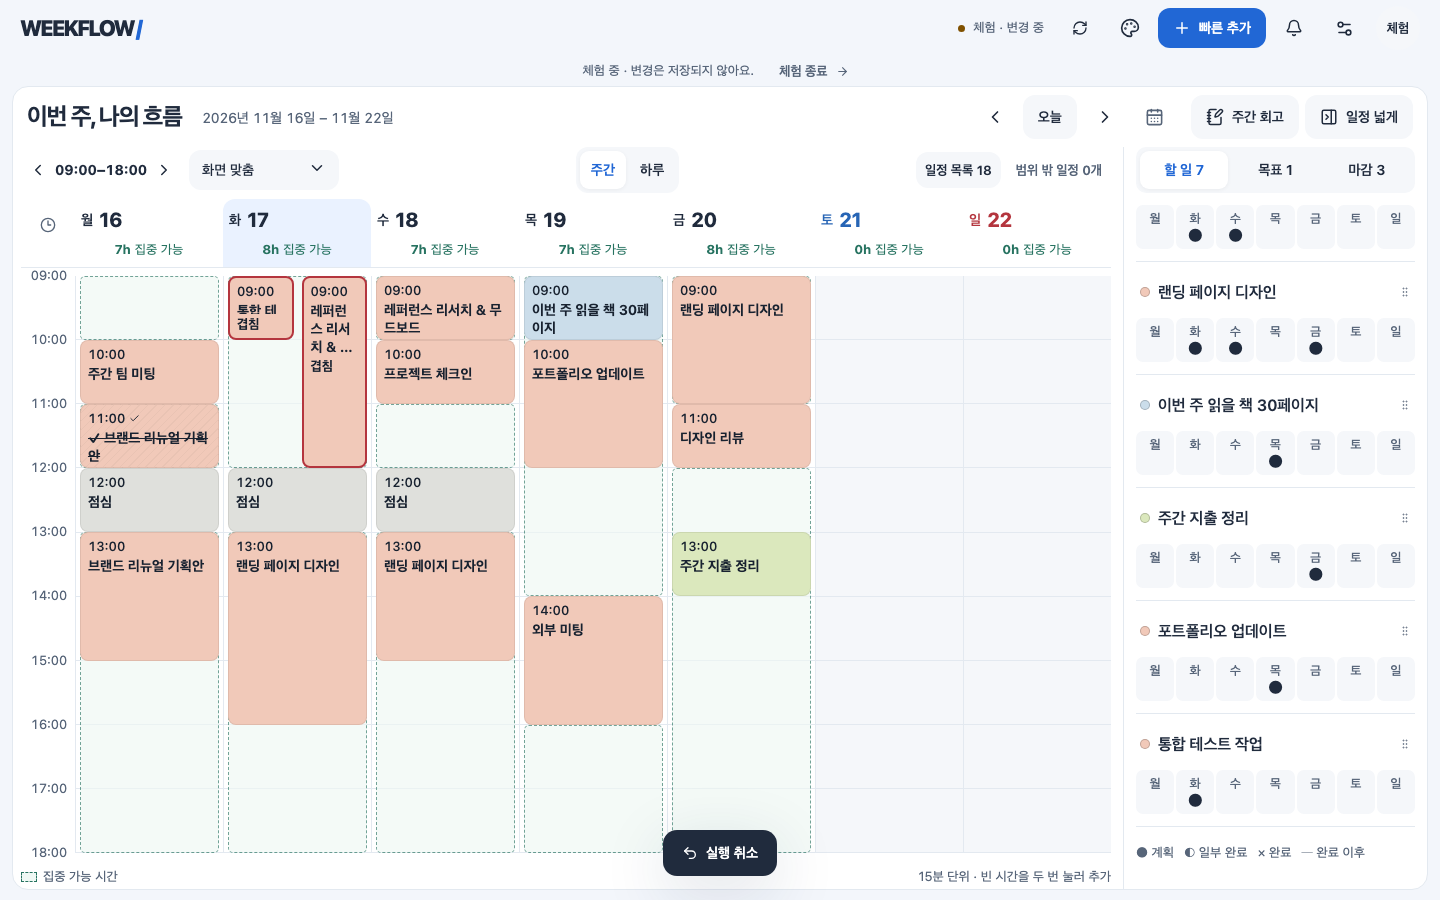 WEEKFLOW/
체험 · 변경 중
빠른 추가
체험
체험 중 · 변경은 저장되지 않아요.
체험 종료 →
이번 주, 나의 흐름
2026년 11월 16일 – 11월 22일
오늘
주간 회고
일정 넓게
09:00–18:00
화면 맞춤
주간
하루
일정 목록 18
범위 밖 일정 0개
할 일 7
목표 1
마감 3
월 16
화 17
수 18
목 19
금 20
토 21
일 22
7h 집중 가능
8h 집중 가능
7h 집중 가능
7h 집중 가능
8h 집중 가능
0h 집중 가능
0h 집중 가능
09:00
10:00
11:00
12:00
13:00
14:00
15:00
16:00
17:00
18:00
10:00
주간 팀 미팅
11:00 ✓
✓ 브랜드 리뉴얼 기획
안
12:00
점심
13:00
브랜드 리뉴얼 기획안
09:00
통합 테
겹침
09:00
레퍼런
스 리서
치 & ...
겹침
12:00
점심
13:00
랜딩 페이지 디자인
09:00
레퍼런스 리서치 & 무
드보드
10:00
프로젝트 체크인
12:00
점심
13:00
랜딩 페이지 디자인
09:00
이번 주 읽을 책 30페
이지
10:00
포트폴리오 업데이트
14:00
외부 미팅
09:00
랜딩 페이지 디자인
11:00
디자인 리뷰
13:00
주간 지출 정리
월 화 수 목 금 토 일
랜딩 페이지 디자인
월 화 수 목 금 토 일
이번 주 읽을 책 30페이지
월 화 수 목 금 토 일
주간 지출 정리
월 화 수 목 금 토 일
포트폴리오 업데이트
월 화 수 목 금 토 일
통합 테스트 작업
월 화 수 목 금 토 일
계획 일부 완료 × 완료 — 완료 이후
집중 가능 시간
실행 취소
15분 단위 · 빈 시간을 두 번 눌러 추가